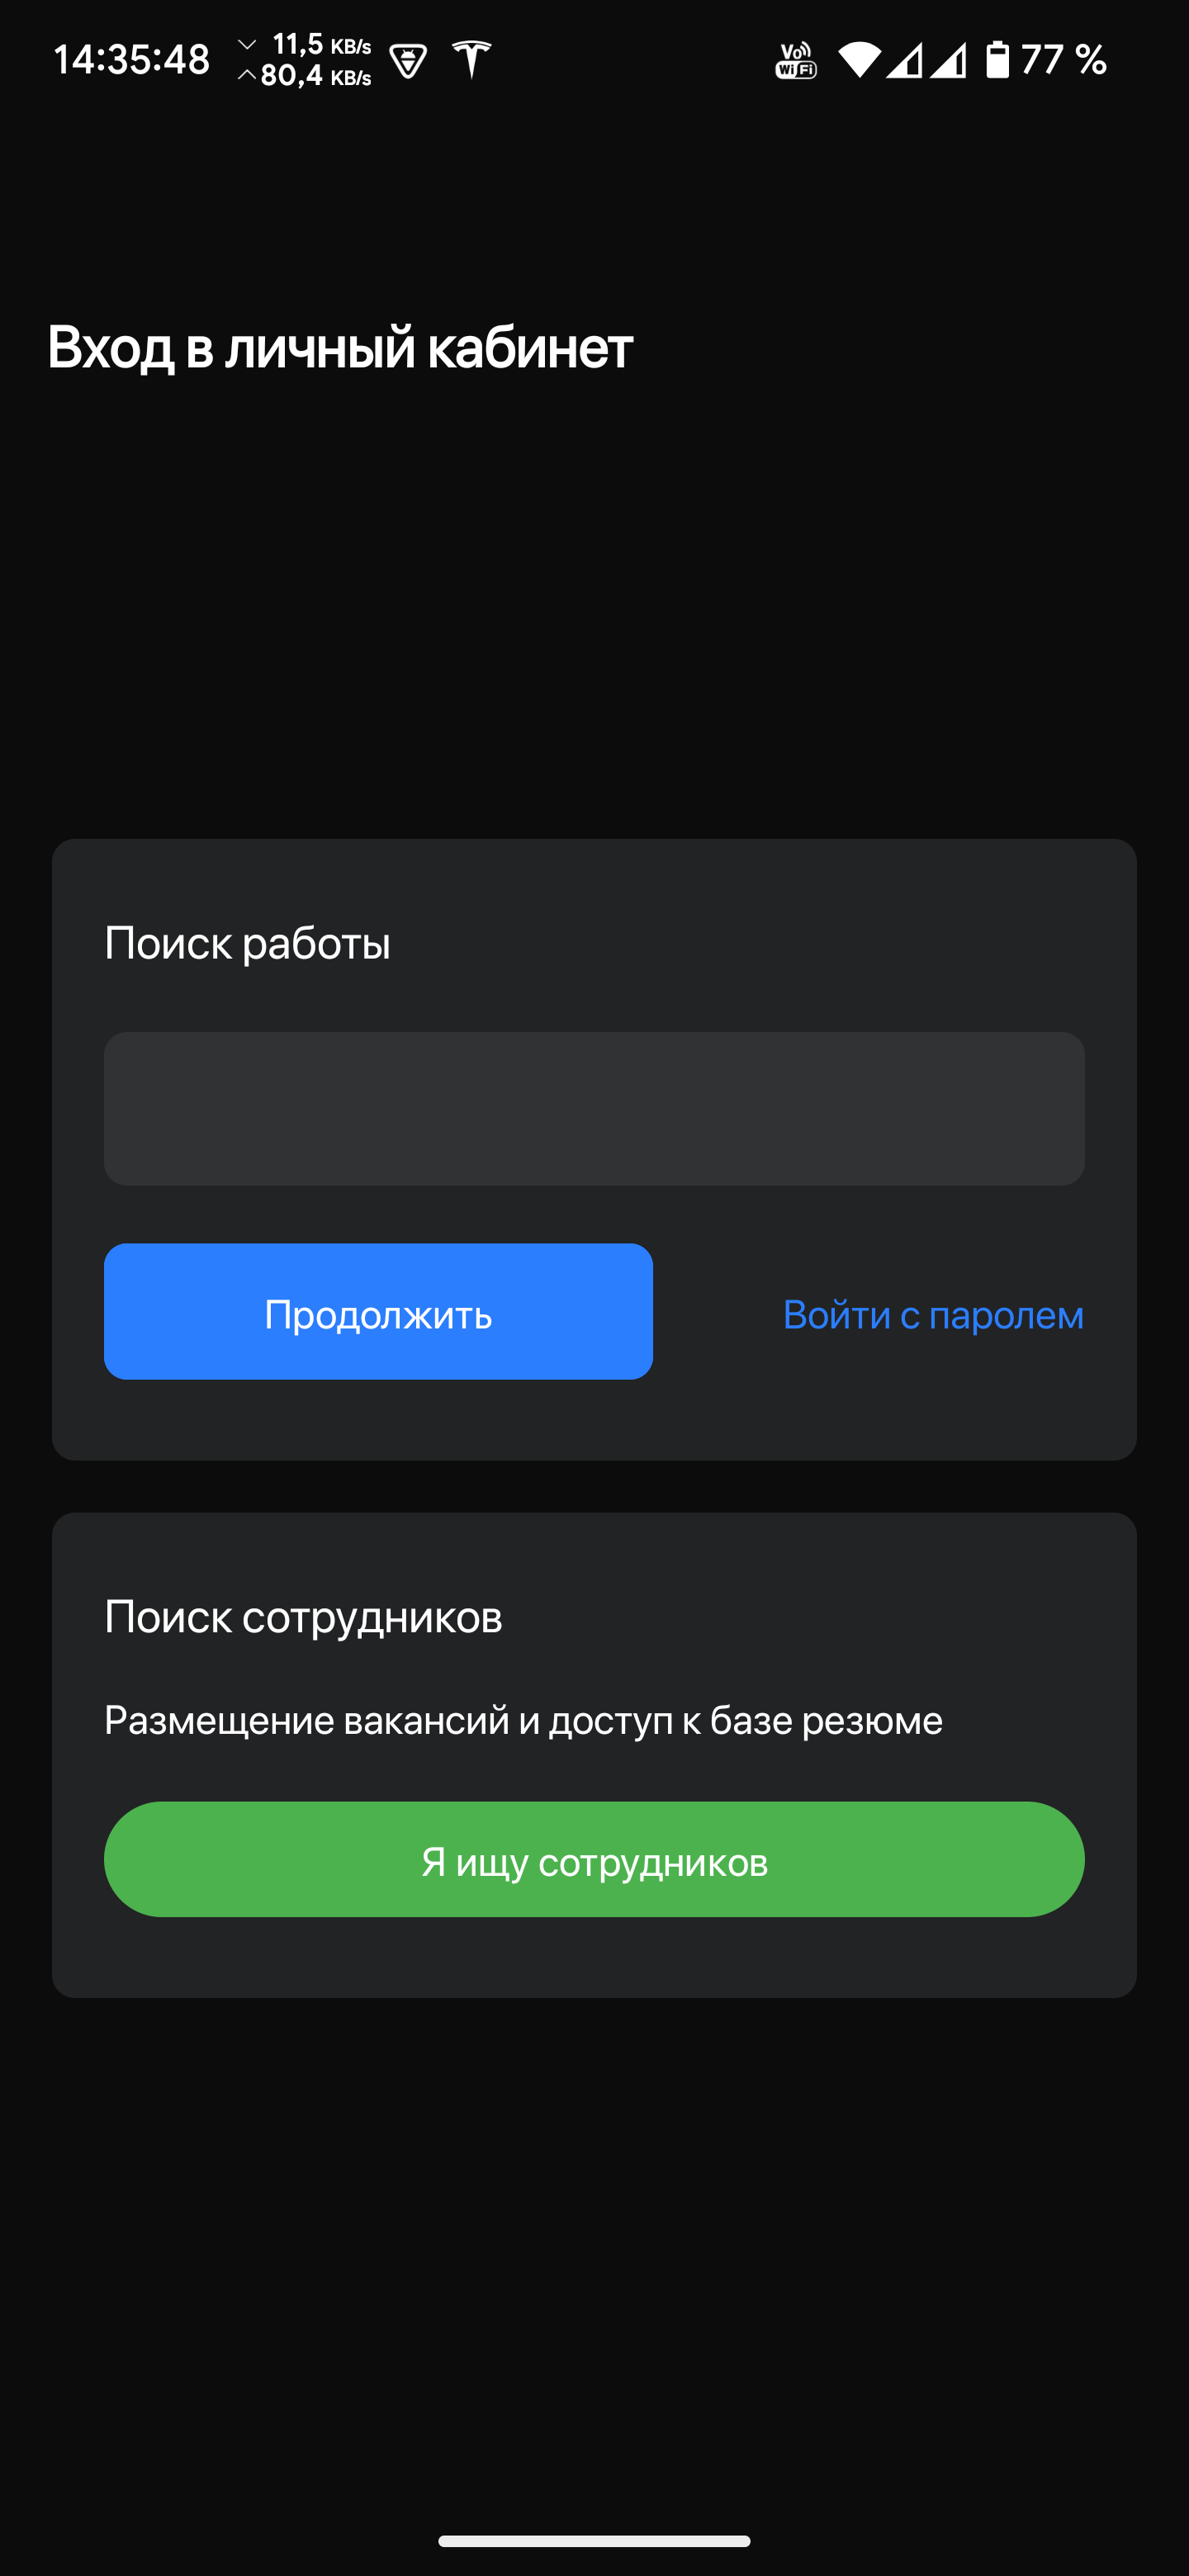 14:35:48
11,5 KB/s
80,4 KB/s
Vo
WiFi
77 %
Вход в личный кабинет
Поиск работы
Продолжить
Войти с паролем
Поиск сотрудников
Размещение вакансий и доступ к базе резюме
Я ищу сотрудников